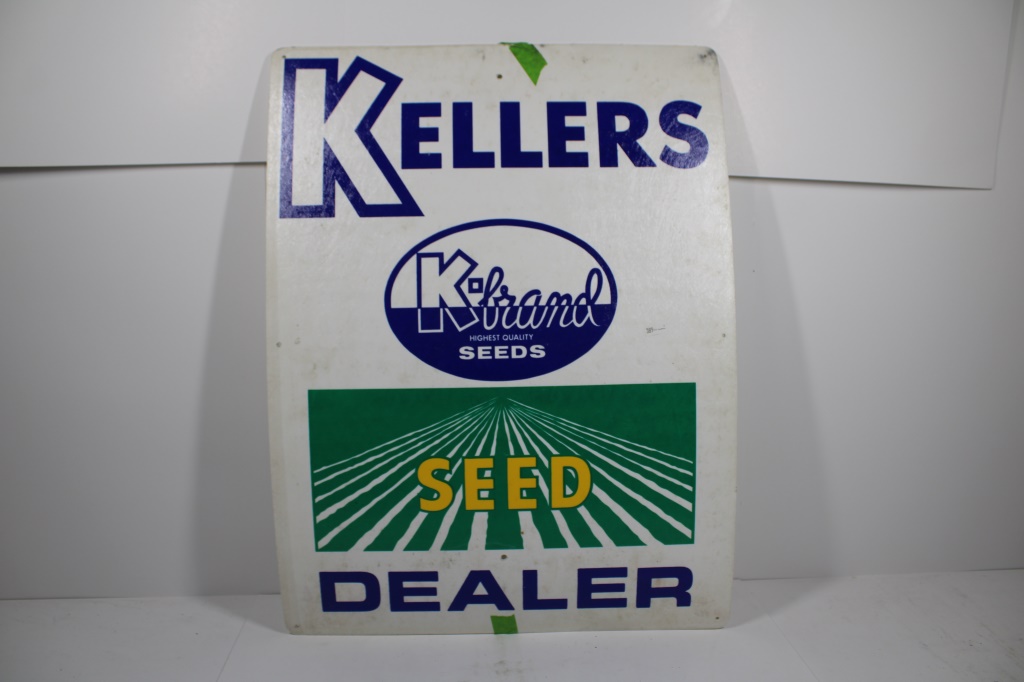 KELLERS
K-brand
HIGHEST QUALITY
SEEDS
SEED
DEALER